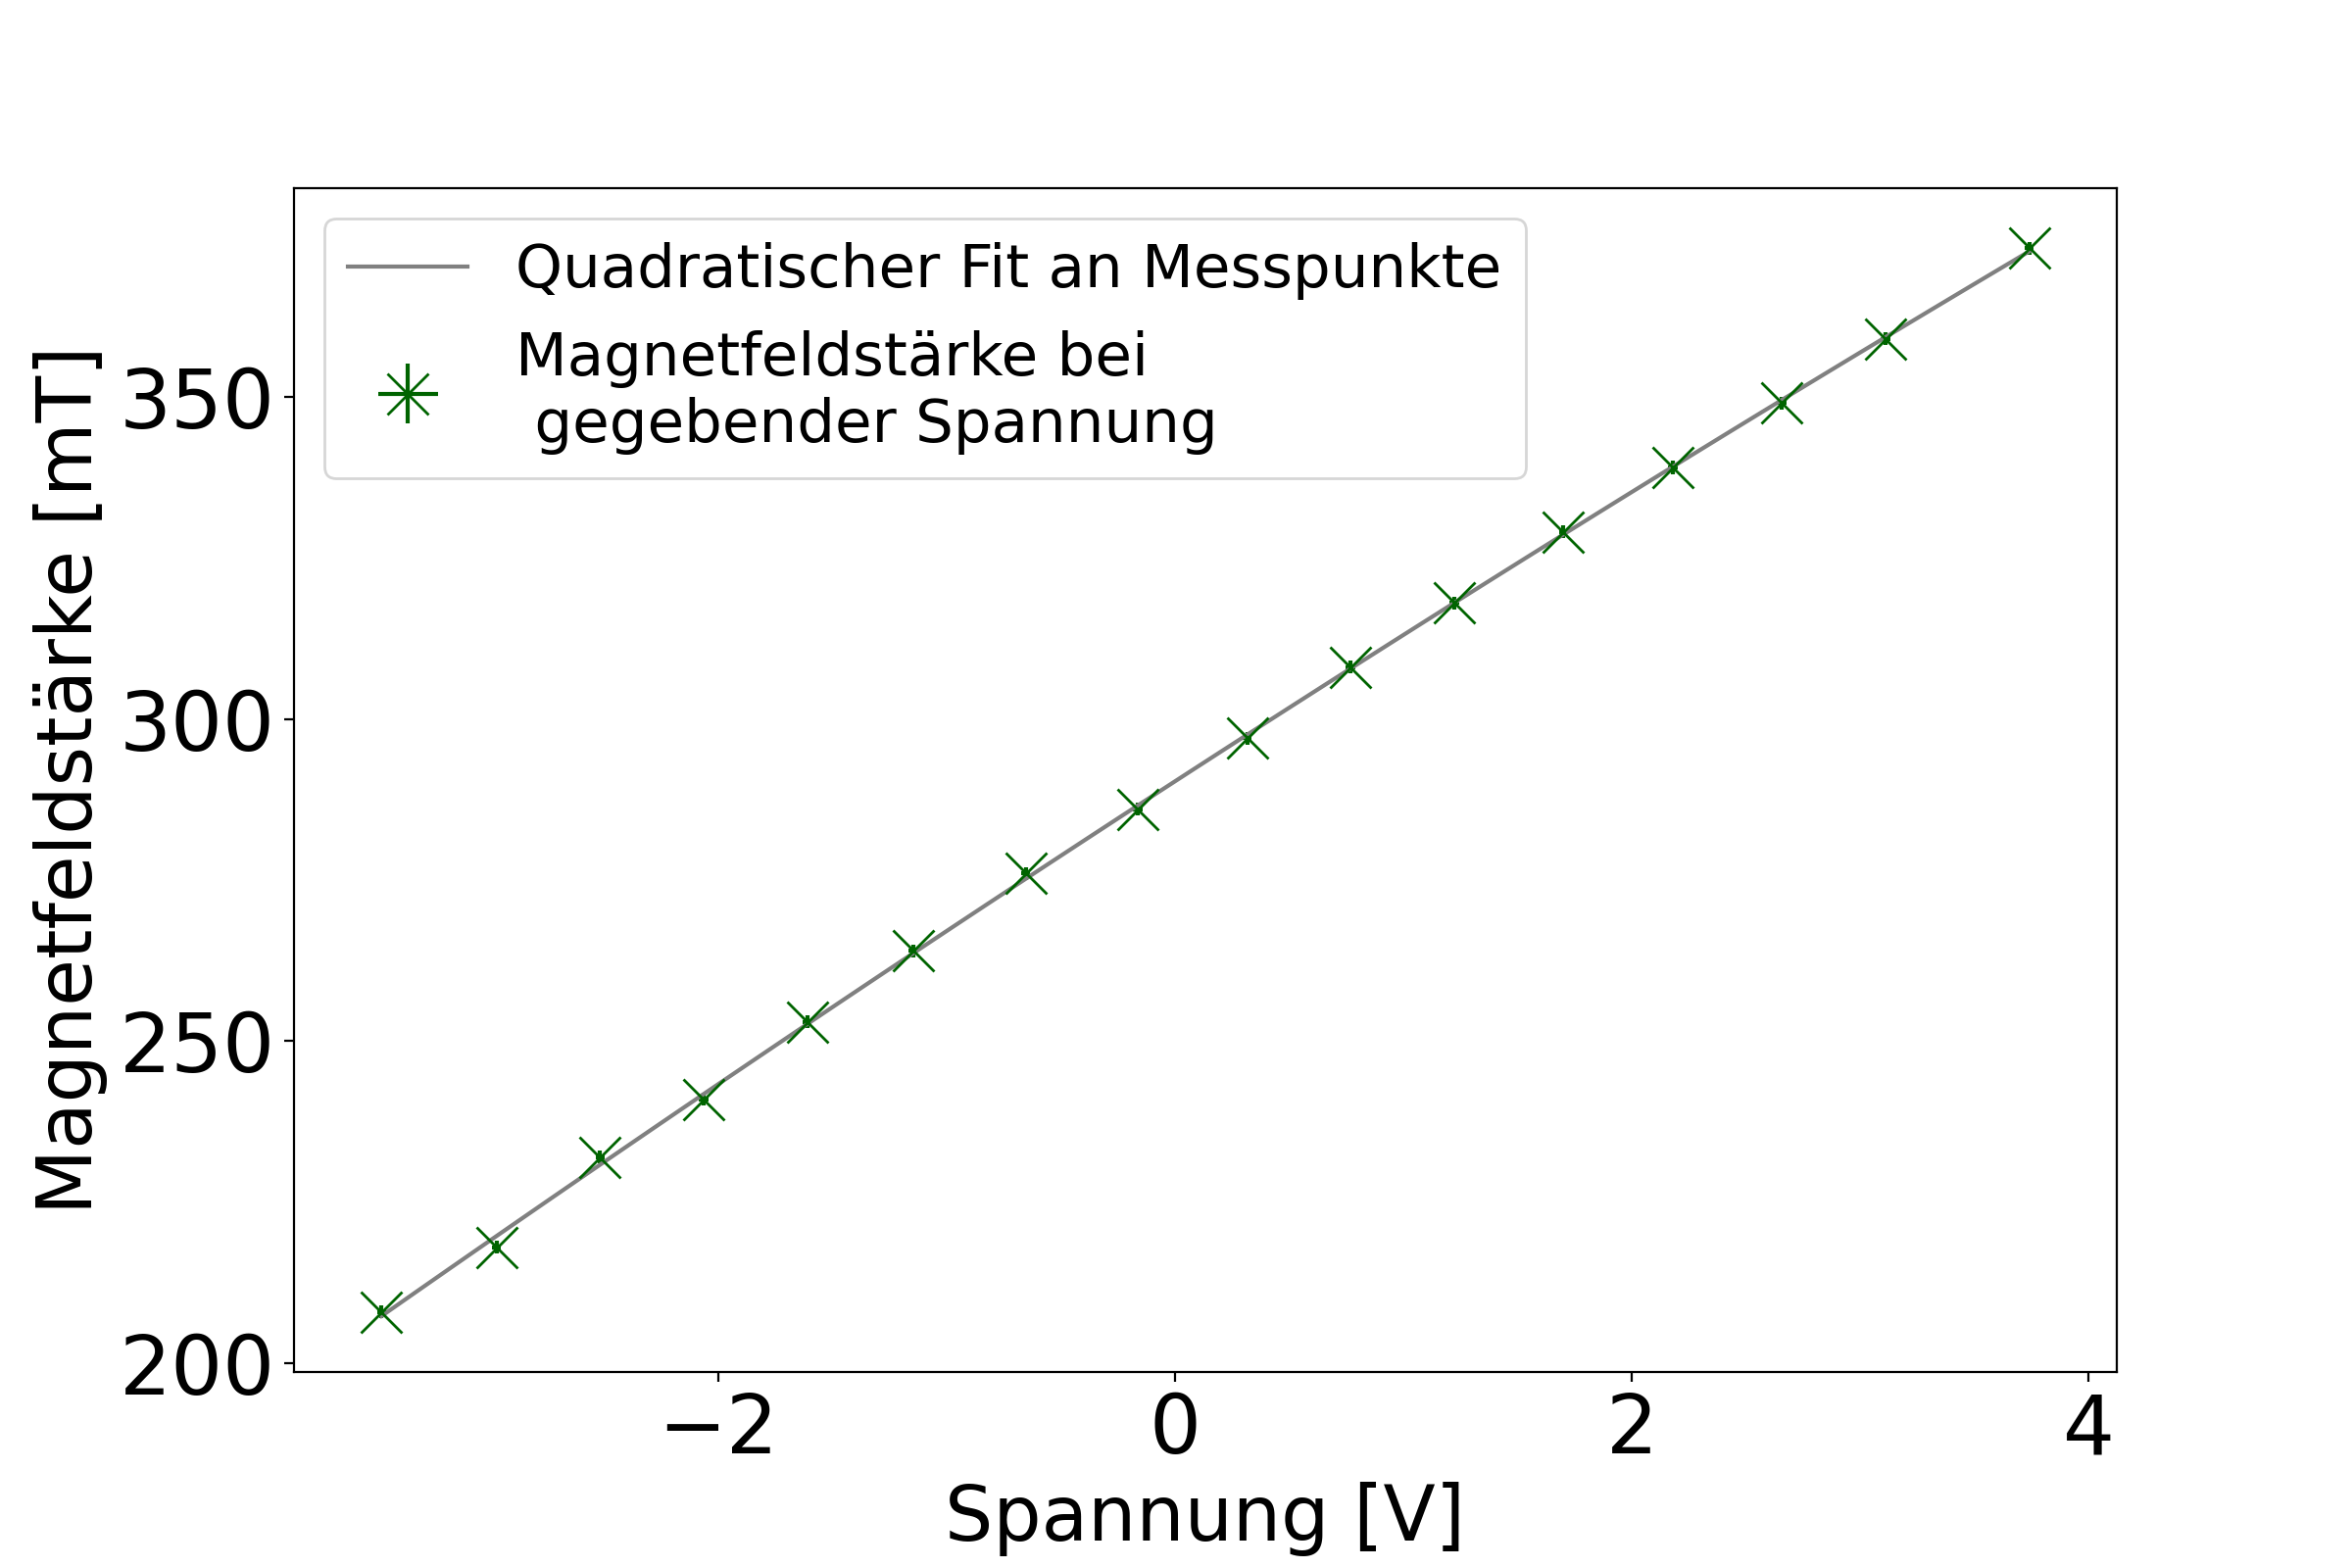 Quadratischer Fit an Messpunkte
Magnetfeldstärke bei
gegebender Spannung
Magnetfeldstärke [mT]
350
300
250
200
−2
0
2
4
Spannung [V]